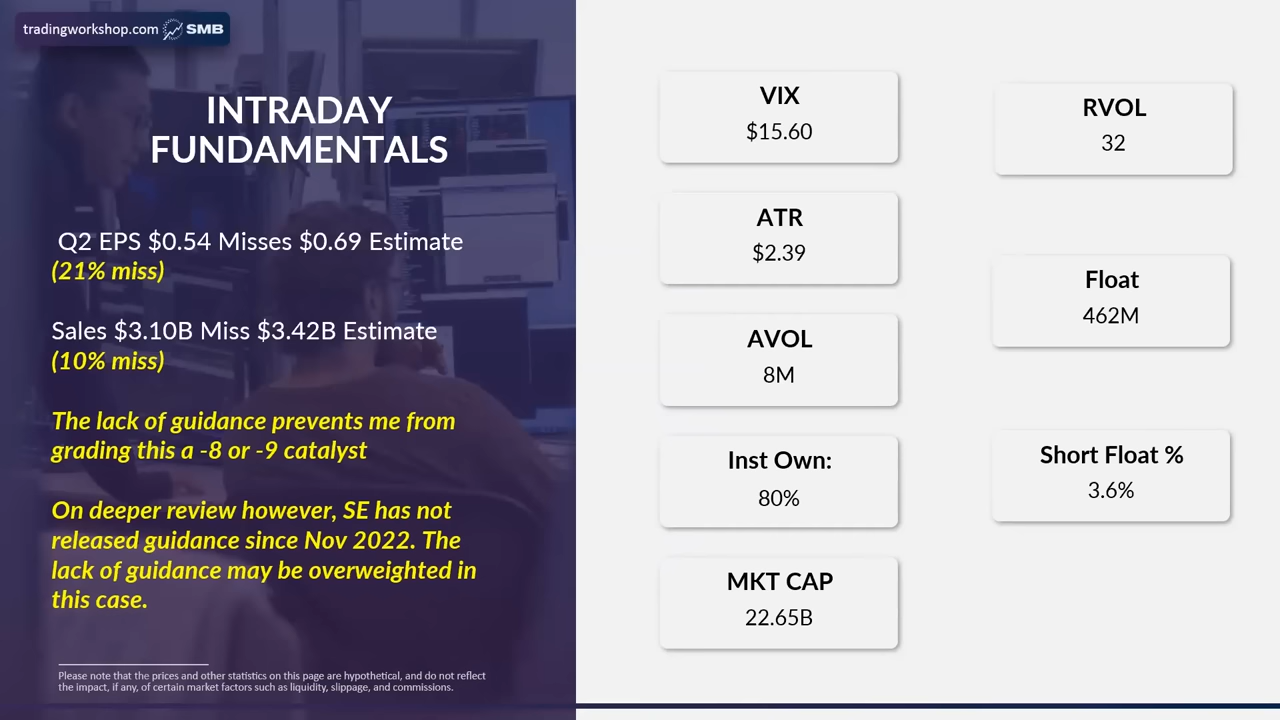 tradingworkshop.com SMB
INTRADAY
FUNDAMENTALS
Q2 EPS $0.54 Misses $0.69 Estimate
(21% miss)
Sales $3.10B Miss $3.42B Estimate
(10% miss)
The lack of guidance prevents me from
grading this a -8 or -9 catalyst
On deeper review however, SE has not
released guidance since Nov 2022. The
lack of guidance may be overweighted in
this case.
Please note that the prices and other statistics on this page are hypothetical, and do not reflect
the impact, if any, of certain market factors such as liquidity, slippage, and commissions.
VIX
$15.60
ATR
$2.39
AVOL
8M
Inst Own:
80%
MKT CAP
22.65B
RVOL
32
Float
462M
Short Float %
3.6%